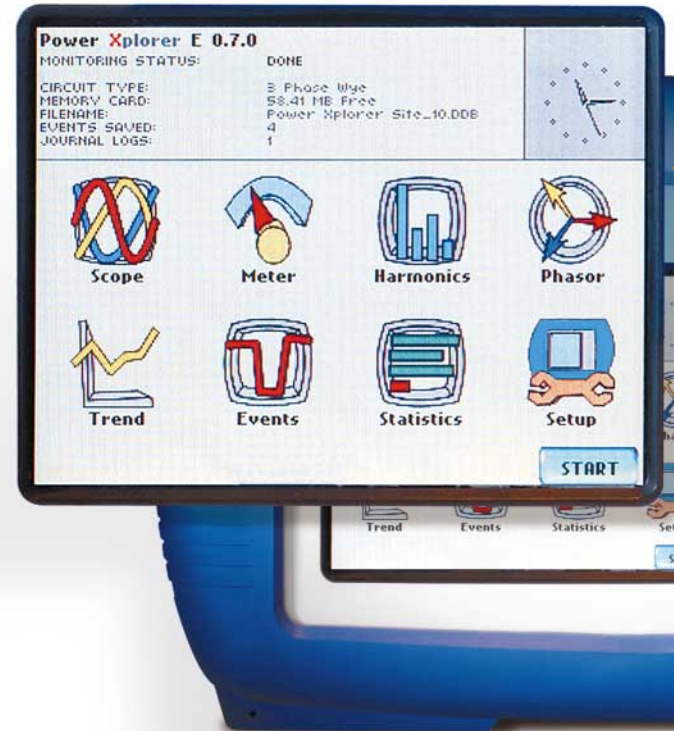 Power Xplorer E 0.7.0
MONITORING STATUS: DONE
CIRCUIT TYPE: 3 Phase Wye
MEMORY CARD: 58.41 MB Free
FILENAME: Power Xplorer Site_10.DDB
EVENTS SAVED: 4
JOURNAL LOGS: 1
Scope Meter Harmonics Phasor
Trend Events Statistics Setup
START
Trend Events Statistics